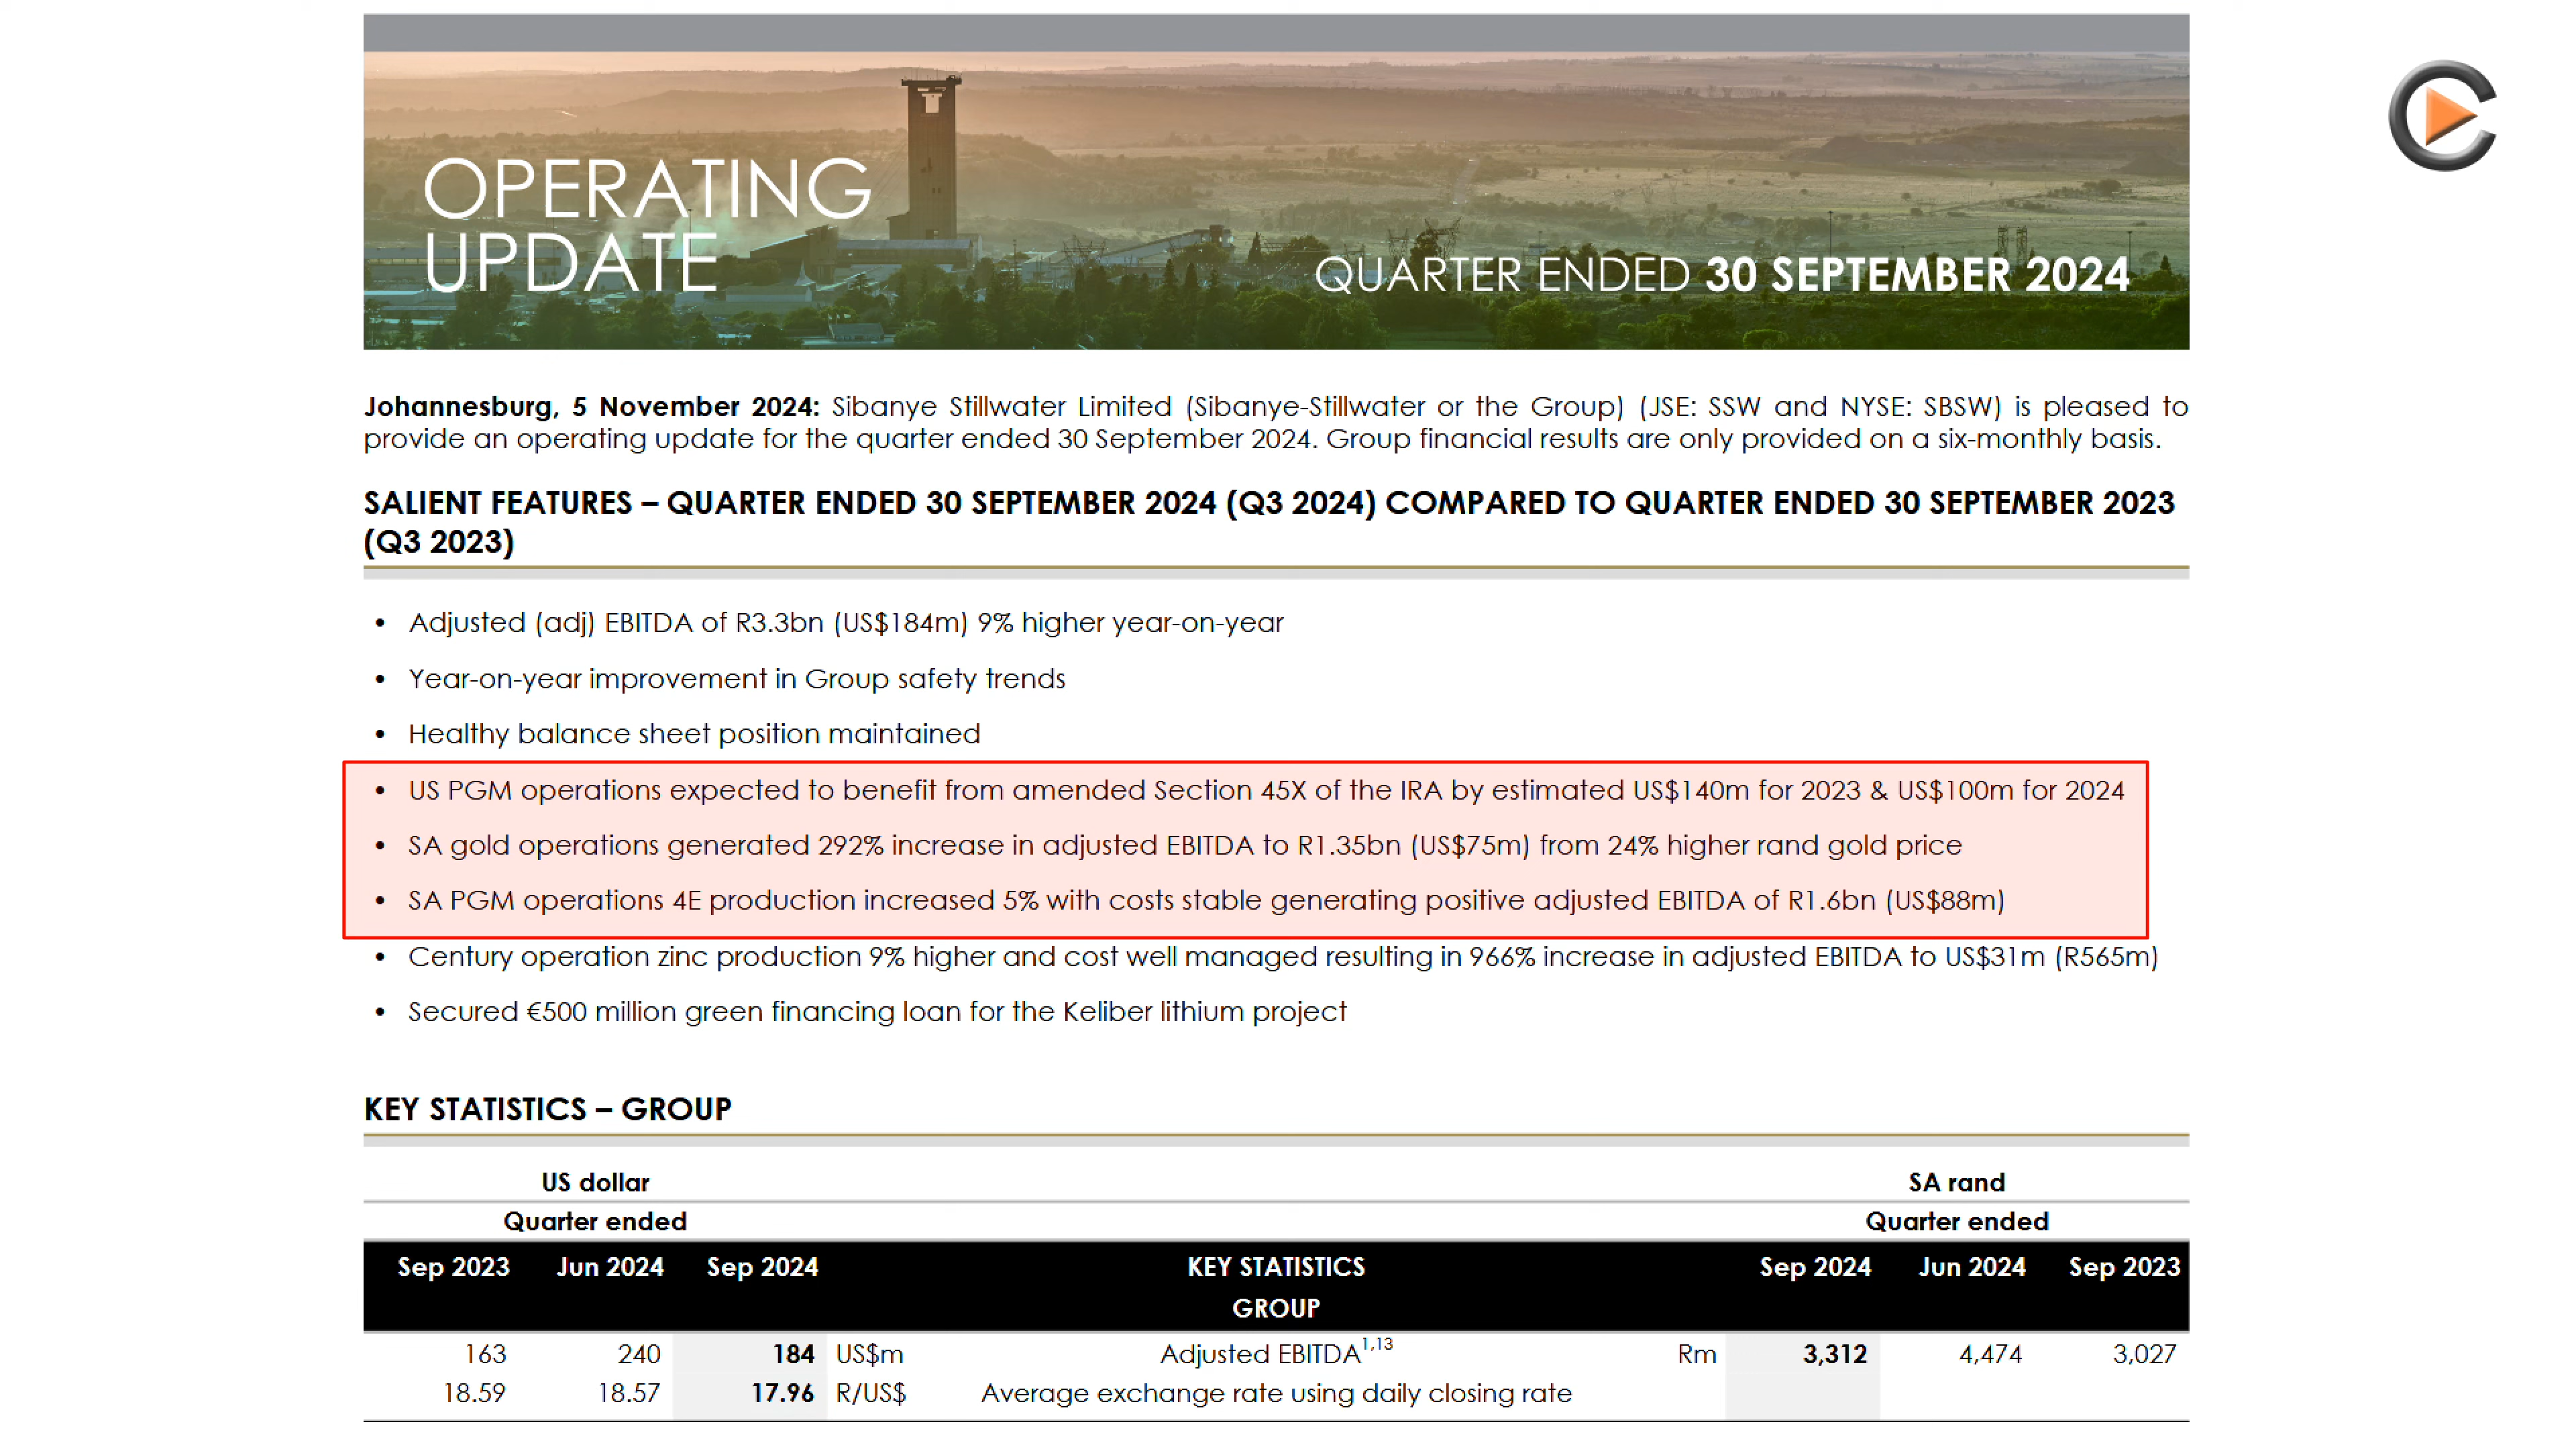 OPERATING
UPDATE
QUARTER ENDED 30 SEPTEMBER 2024
Johannesburg, 5 November 2024: Sibanye Stillwater Limited (Sibanye-Stillwater or the Group) (JSE: SSW and NYSE: SBSW) is pleased to
provide an operating update for the quarter ended 30 September 2024. Group financial results are only provided on a six-monthly basis.
SALIENT FEATURES – QUARTER ENDED 30 SEPTEMBER 2024 (Q3 2024) COMPARED TO QUARTER ENDED 30 SEPTEMBER 2023
(Q3 2023)
• Adjusted (adj) EBITDA of R3.3bn (US$184m) 9% higher year-on-year
• Year-on-year improvement in Group safety trends
• Healthy balance sheet position maintained
• US PGM operations expected to benefit from amended Section 45X of the IRA by estimated US$140m for 2023 & US$100m for 2024
• SA gold operations generated 292% increase in adjusted EBITDA to R1.35bn (US$75m) from 24% higher rand gold price
• SA PGM operations 4E production increased 5% with costs stable generating positive adjusted EBITDA of R1.6bn (US$88m)
• Century operation zinc production 9% higher and cost well managed resulting in 966% increase in adjusted EBITDA to US$31m (R565m)
• Secured €500 million green financing loan for the Keliber lithium project
KEY STATISTICS – GROUP
US dollar SA rand
Quarter ended Quarter ended
Sep 2023 Jun 2024 Sep 2024 KEY STATISTICS Sep 2024 Jun 2024 Sep 2023
GROUP
163 240 184 US$m Adjusted EBITDA1,13 Rm 3,312 4,474 3,027
18.59 18.57 17.96 R/US$ Average exchange rate using daily closing rate